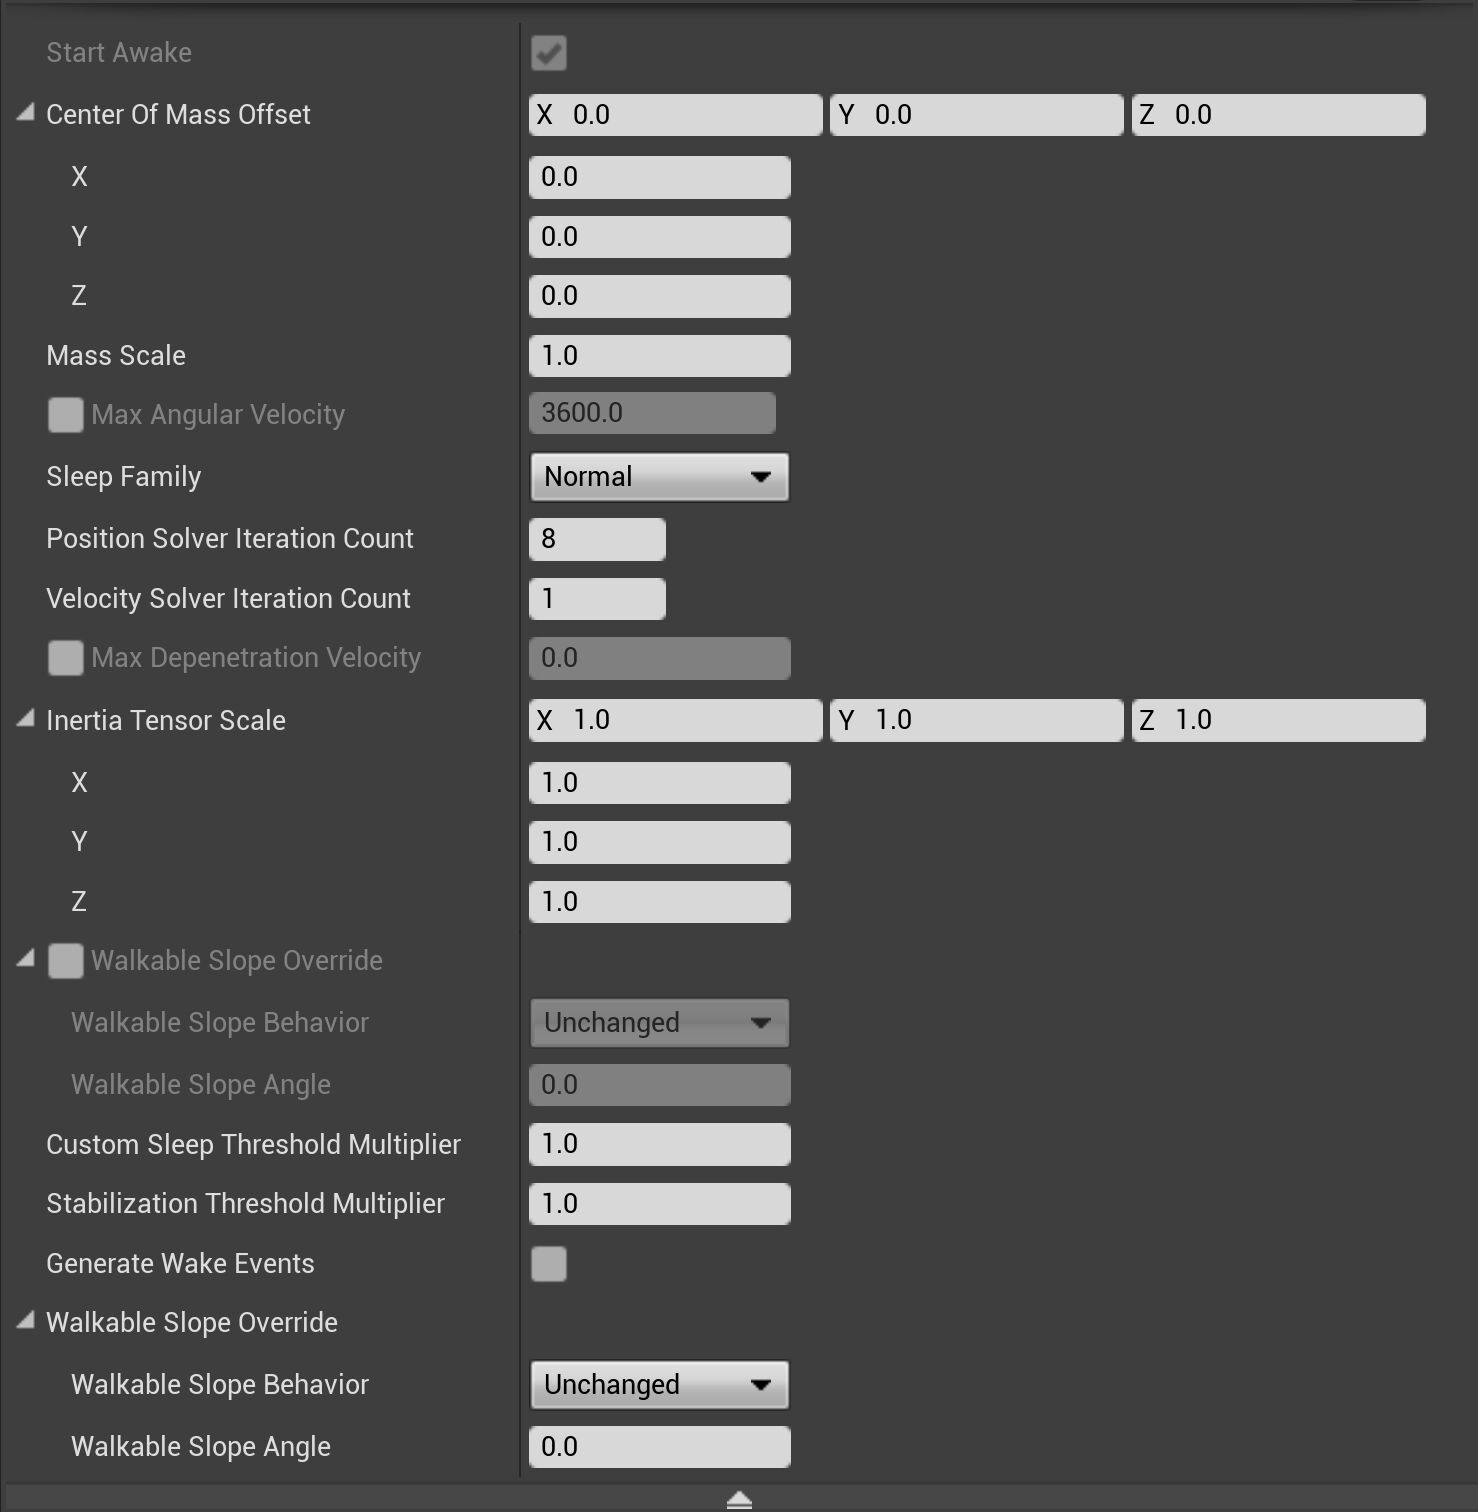 Start Awake
Center Of Mass Offset X 0.0 Y 0.0 Z 0.0
X 0.0
Y 0.0
Z 0.0
Mass Scale 1.0
Max Angular Velocity 3600.0
Sleep Family Normal
Position Solver Iteration Count 8
Velocity Solver Iteration Count 1
Max Depenetration Velocity 0.0
Inertia Tensor Scale X 1.0 Y 1.0 Z 1.0
X 1.0
Y 1.0
Z 1.0
Walkable Slope Override
Walkable Slope Behavior Unchanged
Walkable Slope Angle 0.0
Custom Sleep Threshold Multiplier 1.0
Stabilization Threshold Multiplier 1.0
Generate Wake Events
Walkable Slope Override
Walkable Slope Behavior Unchanged
Walkable Slope Angle 0.0